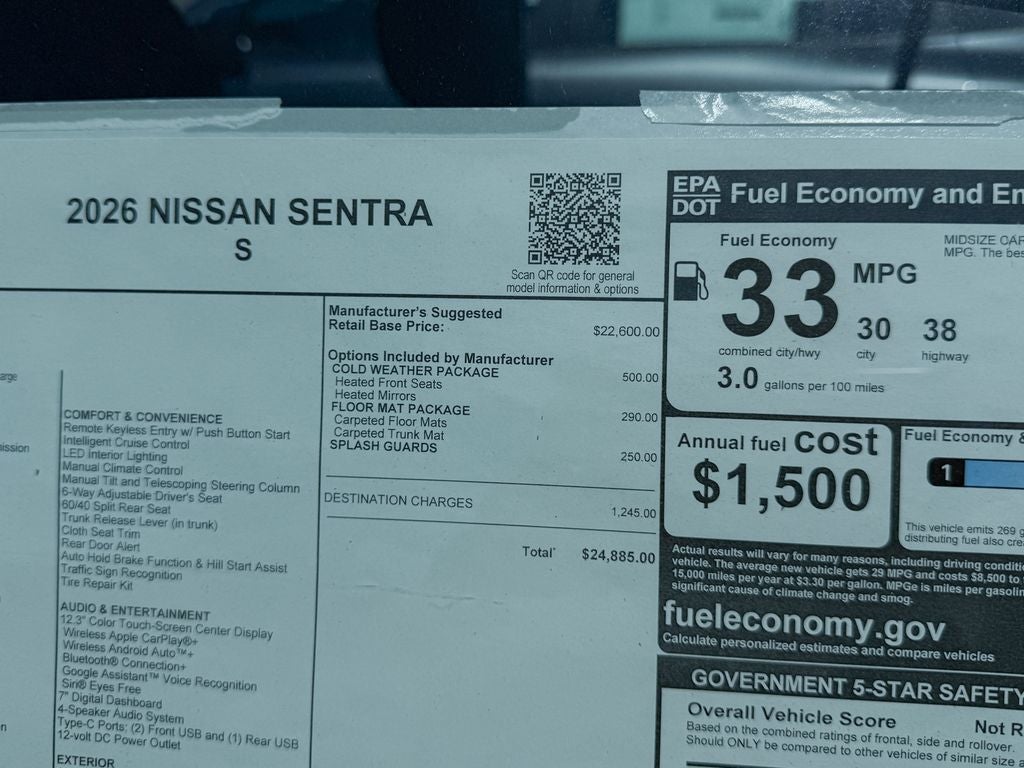 2026 NISSAN SENTRA
S
Scan QR code for general
model information & options
Manufacturer's Suggested
Retail Base Price: $22,600.00
Options Included by Manufacturer
COLD WEATHER PACKAGE 500.00
Heated Front Seats
Heated Mirrors
FLOOR MAT PACKAGE 290.00
Carpeted Floor Mats
Carpeted Trunk Mat
SPLASH GUARDS 250.00
DESTINATION CHARGES 1,245.00
Total* $24,885.00
COMFORT & CONVENIENCE
Remote Keyless Entry w/ Push Button Start
Intelligent Cruise Control
LED Interior Lighting
Manual Climate Control
Manual Tilt and Telescoping Steering Column
6-Way Adjustable Driver's Seat
60/40 Split Rear Seat
Trunk Release Lever (in trunk)
Cloth Seat Trim
Rear Door Alert
Auto Hold Brake Function & Hill Start Assist
Traffic Sign Recognition
Tire Repair Kit
AUDIO & ENTERTAINMENT
12.3" Color Touch-Screen Center Display
Wireless Apple CarPlay®+
Wireless Android Auto™+
Bluetooth® Connection+
Google Assistant™ Voice Recognition
Siri® Eyes Free
7" Digital Dashboard
4-Speaker Audio System
Type-C Ports: (2) Front USB and (1) Rear USB
12-volt DC Power Outlet
EXTERIOR
EPA
DOT
Fuel Economy and En
Fuel Economy
MIDSIZE CAR
MPG. The bes
33 MPG
30 38
combined city/hwy city highway
3.0 gallons per 100 miles
Annual fuel COST
$1,500
Fuel Economy &
1
This vehicle emits 269 g
distributing fuel also cre
Actual results will vary for many reasons, including driving conditio
vehicle. The average new vehicle gets 29 MPG and costs $8,500 to
15,000 miles per year at $3.30 per gallon. MPGe is miles per gasolin
significant cause of climate change and smog.
fueleconomy.gov
Calculate personalized estimates and compare vehicles
GOVERNMENT 5-STAR SAFETY
Overall Vehicle Score Not R
Based on the combined ratings of frontal, side and rollover.
Should ONLY be compared to other vehicles of similar size a